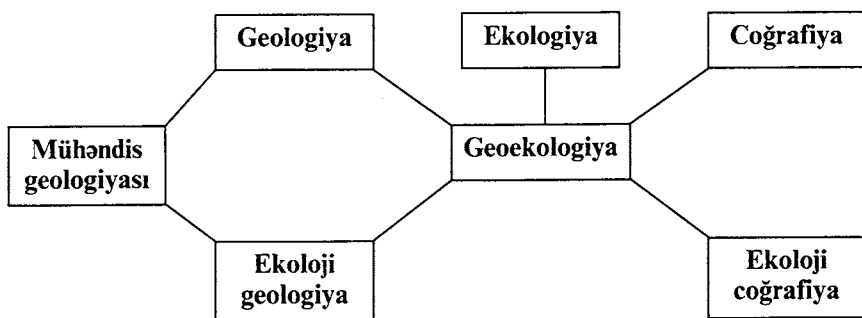 Geologiya
Ekologiya
Coğrafiya
Mühəndis
geologiyası
Geoekologiya
Ekoloji
geologiya
Ekoloji
coğrafiya